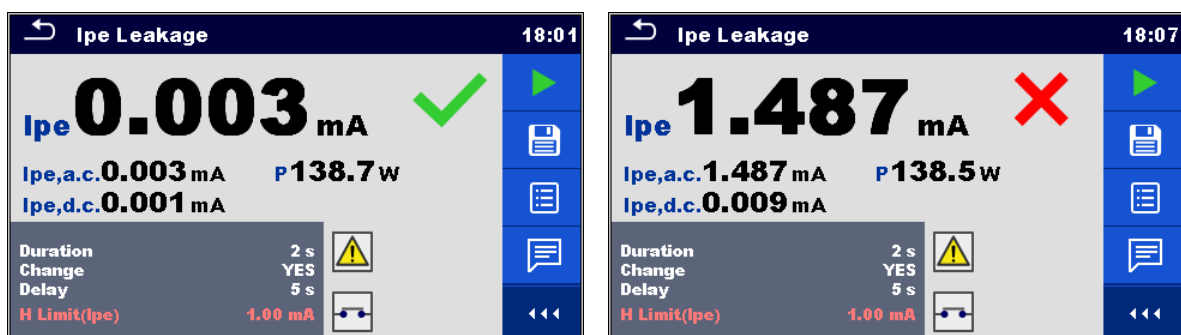 Ipe Leakage 18:01
Ipe 0.003 mA
Ipe,a.c. 0.003 mA P 138.7 W
Ipe,d.c. 0.001 mA
Duration 2 s
Change YES
Delay 5 s
H Limit(Ipe) 1.00 mA
Ipe Leakage 18:07
Ipe 1.487 mA
Ipe,a.c. 1.487 mA P 138.5 W
Ipe,d.c. 0.009 mA
Duration 2 s
Change YES
Delay 5 s
H Limit(Ipe) 1.00 mA